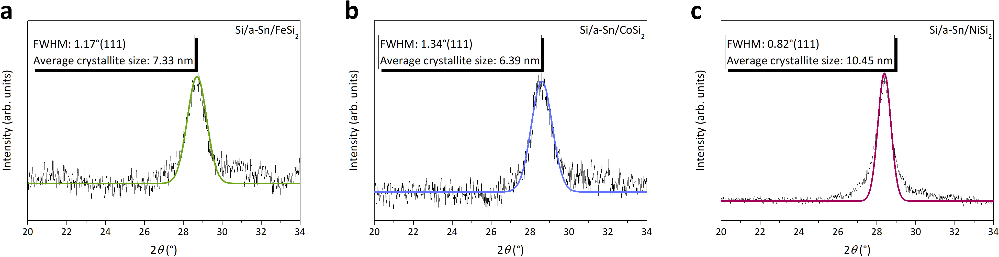 a
Si/a-Sn/FeSi2
FWHM: 1.17°(111)
Average crystallite size: 7.33 nm
Intensity (arb. units)
20 22 24 26 28 30 32 34
2θ (°)
b
Si/a-Sn/CoSi2
FWHM: 1.34°(111)
Average crystallite size: 6.39 nm
Intensity (arb. units)
20 22 24 26 28 30 32 34
2θ (°)
c
Si/a-Sn/NiSi2
FWHM: 0.82°(111)
Average crystallite size: 10.45 nm
Intensity (arb. units)
20 22 24 26 28 30 32 34
2θ (°)